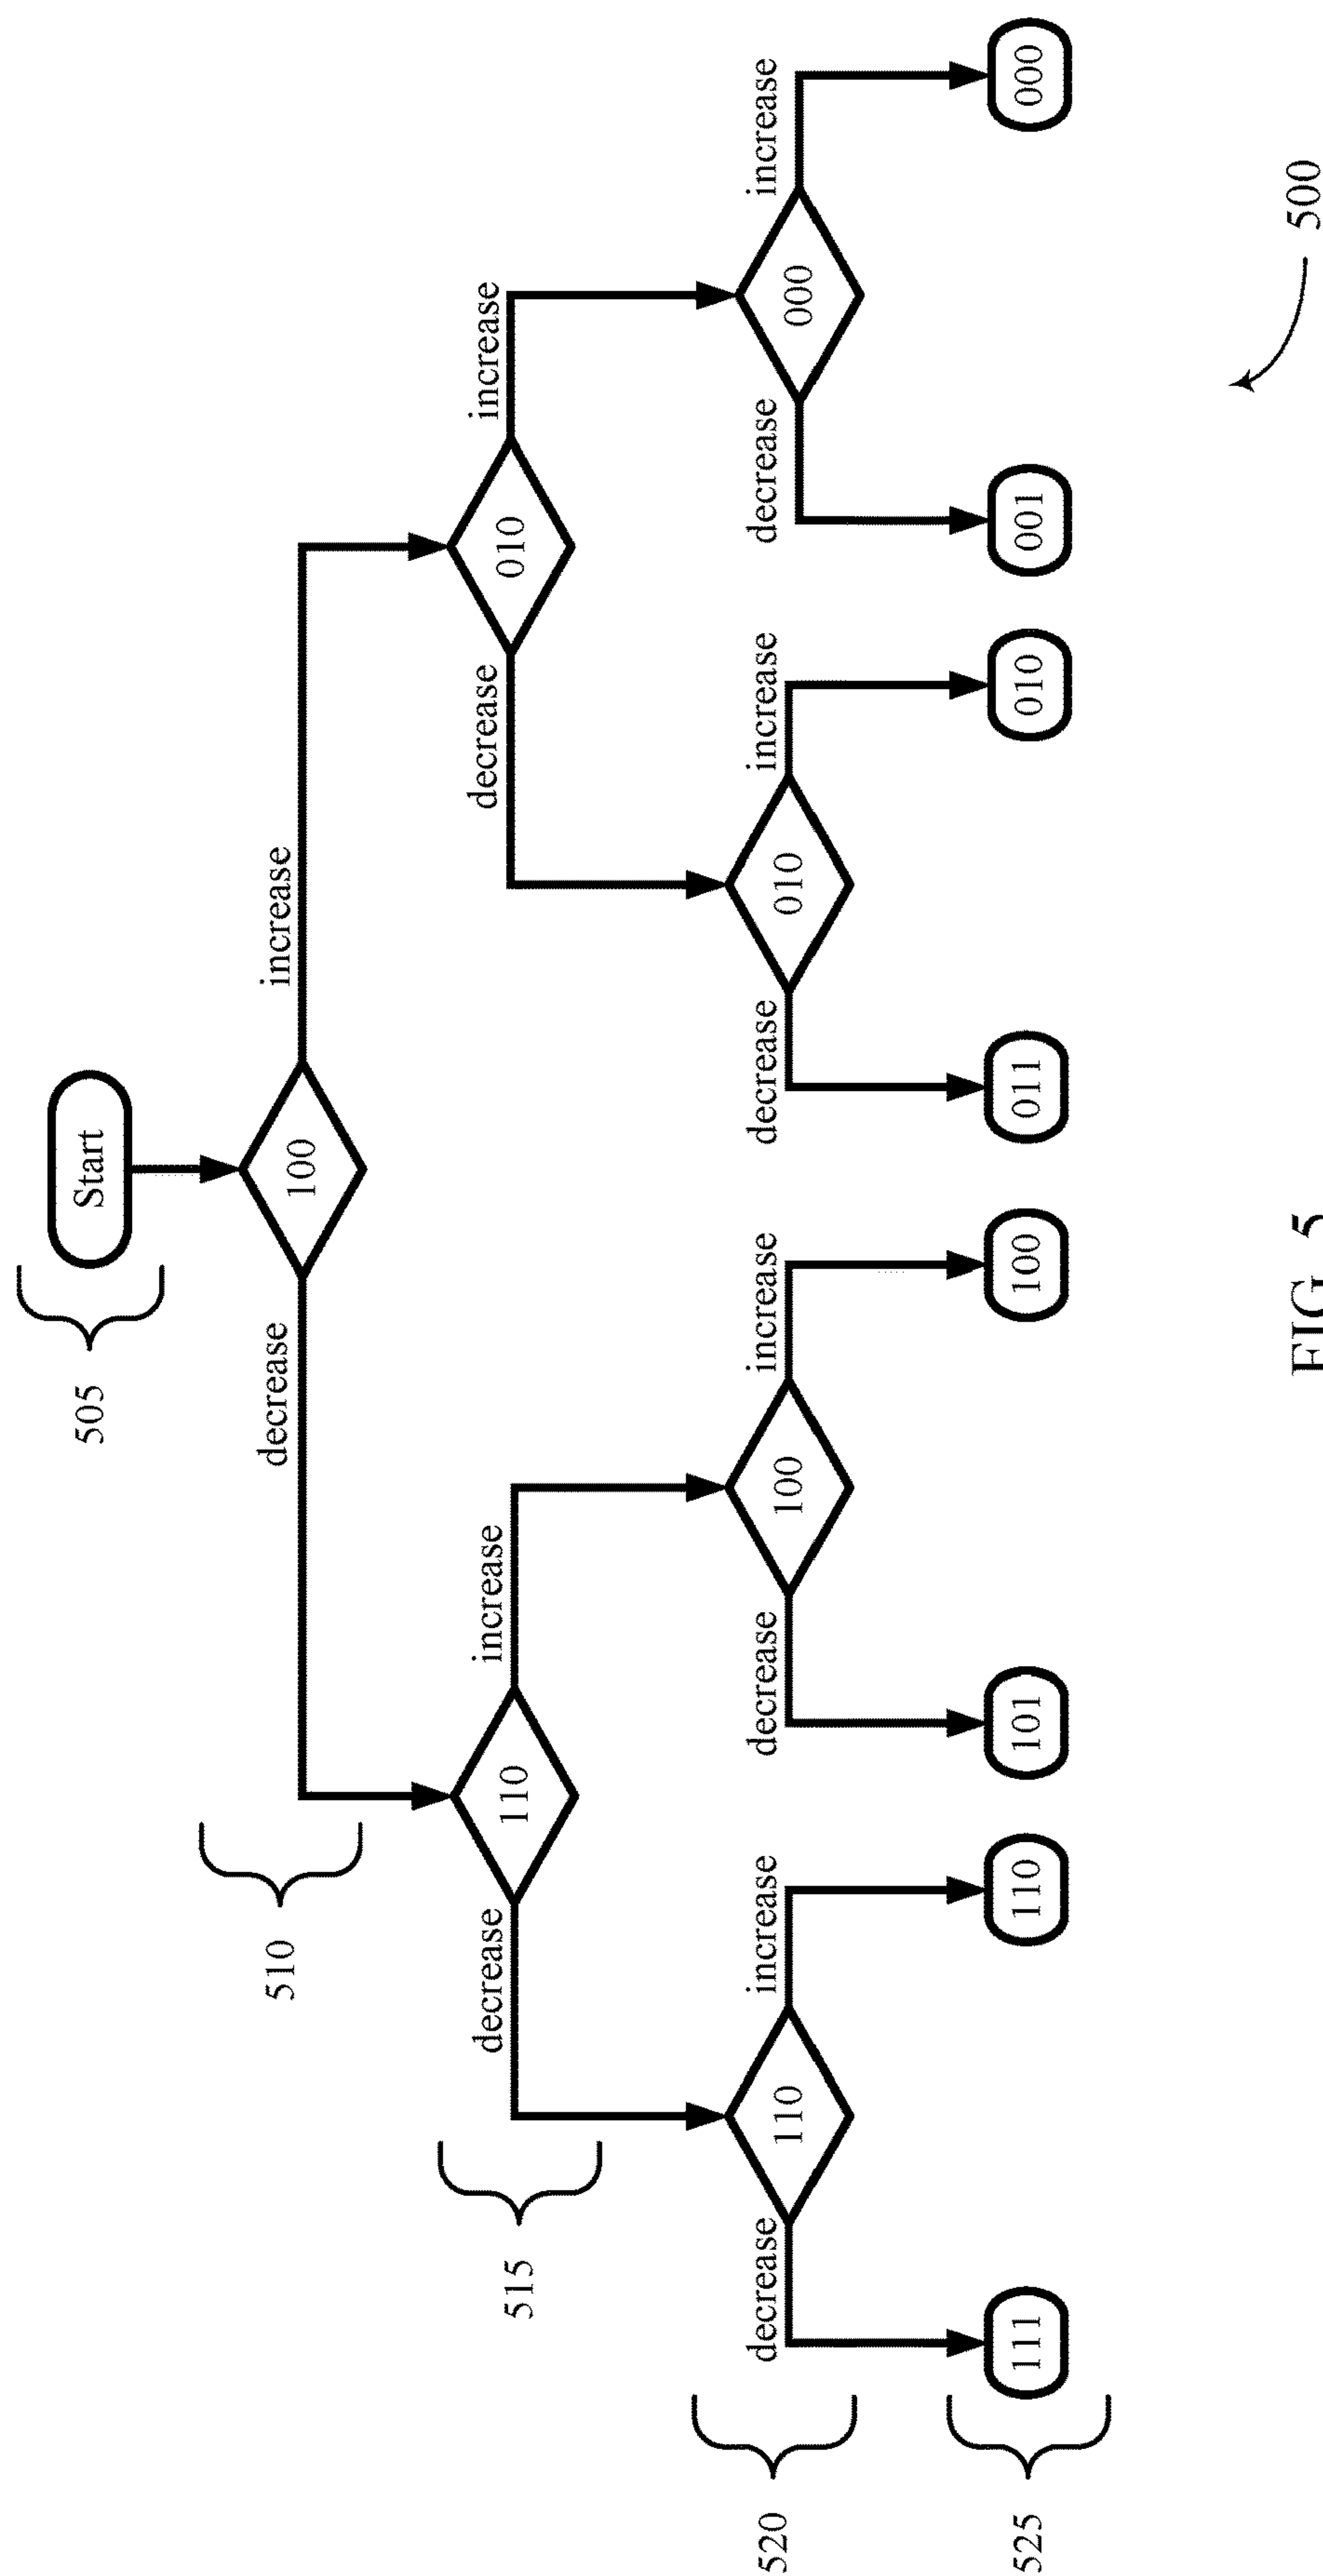 Start
505
100
decrease
increase
510
110
010
decrease
increase
decrease
increase
515
110
100
010
000
decrease
increase
decrease
increase
decrease
increase
decrease
increase
520
111
110
101
100
011
010
001
000
525
500
FIG. 5